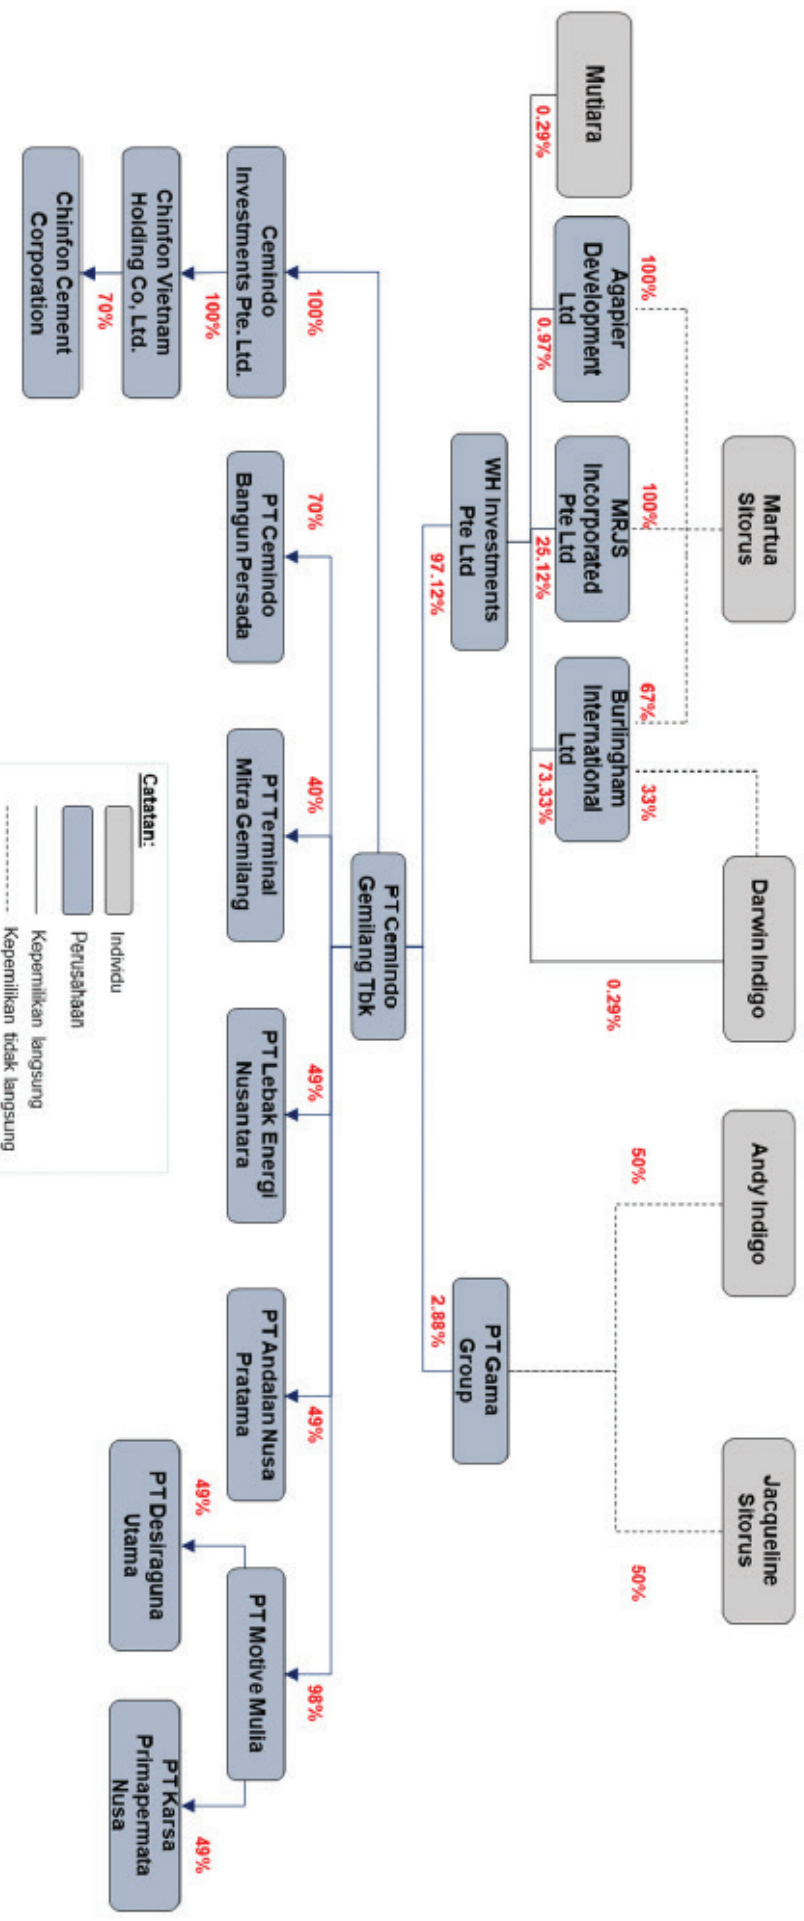 Martua
Sitorus
Darwin Indigo
Andy Indigo
Jacqueline
Sitorus
100%
100%
67%
33%
50%
50%
Mutiara
Agapier
Development
Ltd
MRJS
Incorporated
Pte Ltd
Burlingham
International
Ltd
0.29%
0.97%
25.12%
73.33%
0.29%
WH Investments
Pte Ltd
PT Gama
Group
97.12%
2.88%
PT Cemindo
Gemilang Tbk
100%
70%
40%
49%
49%
98%
Cemindo
Investments Pte. Ltd.
PT Cemindo
Bangun Persada
PT Terminal
Mitra Gemilang
PT Lebak Energi
Nusantara
PT Andalan Nusa
Pratama
PT Motive Mulia
100%
49%
49%
Chinfon Vietnam
Holding Co, Ltd.
PT Desiraguna
Utama
PT Karsa
Primapermata
Nusa
70%
Chinfon Cement
Corporation
Catatan:
Individu
Perusahaan
Kepemilikan langsung
Kepemilikan tidak langsung